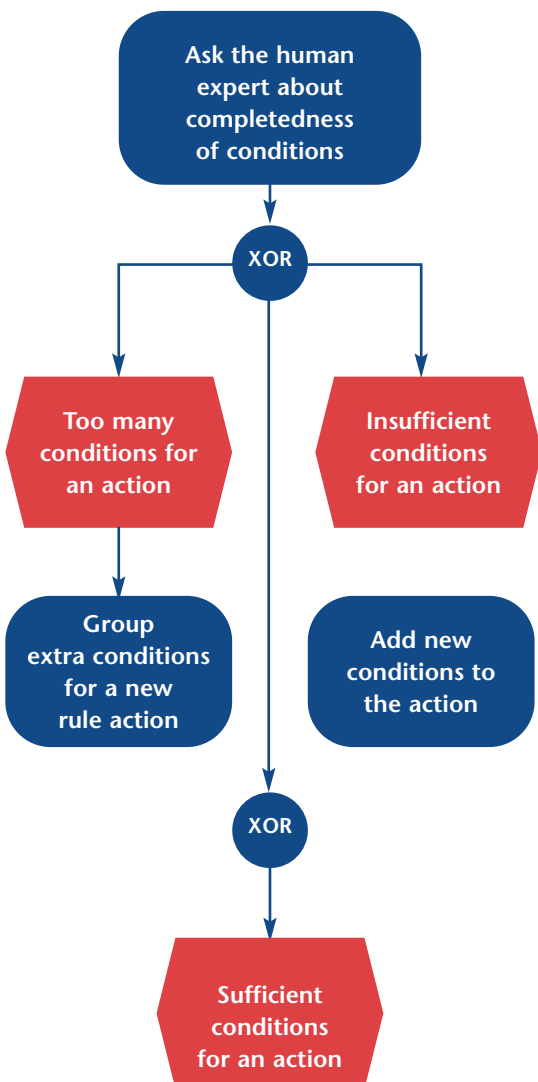 Ask the human
expert about
completedness
of conditions
XOR
Too many
conditions for
an action
Insufficient
conditions
for an action
Group
extra conditions
for a new
rule action
Add new
conditions to
the action
XOR
Sufficient
conditions
for an action